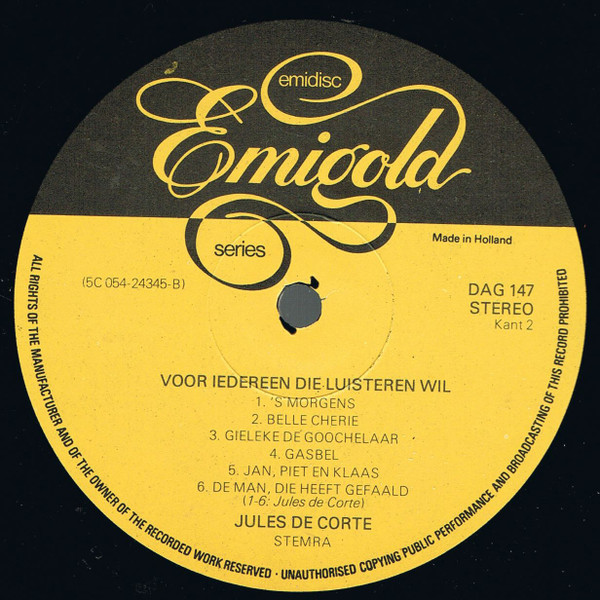 emidisc
Emigold
series
Made in Holland
(5C 054-24345-B)
DAG 147
STEREO
Kant 2
VOOR IEDEREEN DIE LUISTEREN WIL
1. 'S MORGENS
2. BELLE CHERIE
3. GIELEKE DE GOOCHELAAR
4. GASBEL
5. JAN, PIET EN KLAAS
6. DE MAN, DIE HEEFT GEFAALD
(1-6: Jules de Corte)
JULES DE CORTE
STEMRA
ALL RIGHTS OF THE MANUFACTURER AND OF THE OWNER OF THE RECORDED WORK RESERVED · UNAUTHORISED COPYING PUBLIC PERFORMANCE AND BROADCASTING OF THIS RECORD PROHIBITED